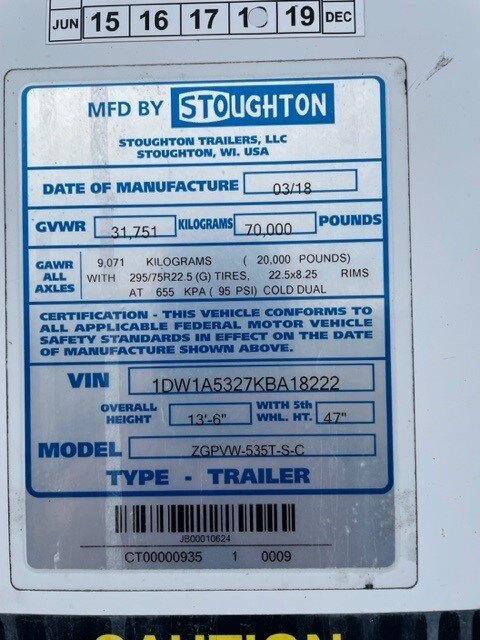 JUN 15 16 17 19 DEC
MFD BY STOUGHTON
STOUGHTON TRAILERS, LLC
STOUGHTON, WI. USA
DATE OF MANUFACTURE 03/18
GVWR 31,751 KILOGRAMS 70,000 POUNDS
GAWR ALL AXLES
9,071 KILOGRAMS ( 20,000 POUNDS)
WITH 295/75R22.5 (G) TIRES, 22.5x8.25 RIMS
AT 655 KPA ( 95 PSI) COLD DUAL
CERTIFICATION - THIS VEHICLE CONFORMS TO
ALL APPLICABLE FEDERAL MOTOR VEHICLE
SAFETY STANDARDS IN EFFECT ON THE DATE
OF MANUFACTURE SHOWN ABOVE.
VIN 1DW1A5327KBA18222
OVERALL HEIGHT 13'-6" WITH 5th WHL. HT. 47"
MODEL ZGPVW-535T-S-C
TYPE - TRAILER
JB00010624
CT00000935 1 0009
CAUTION